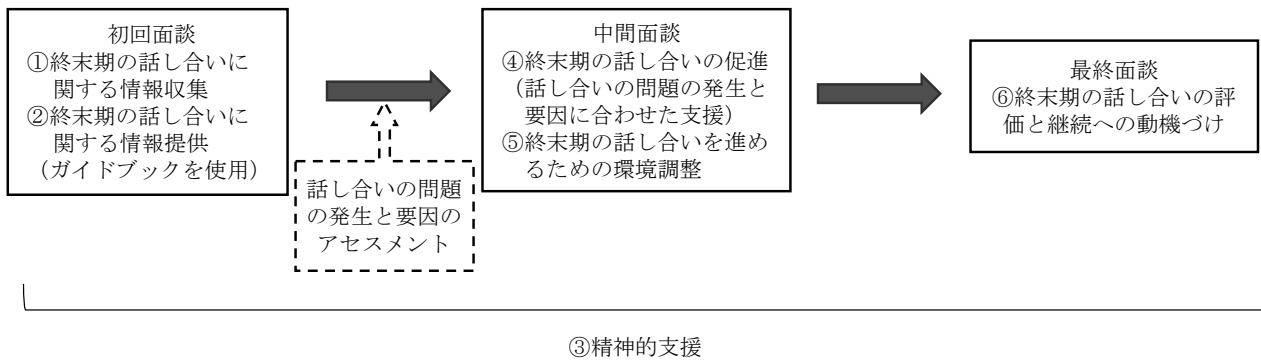 初回面談
①終末期の話し合いに
関する情報収集
②終末期の話し合いに
関する情報提供
（ガイドブックを使用）
話し合いの問題
の発生と要因の
アセスメント
中間面談
④終末期の話し合いの促進
（話し合いの問題の発生と
要因に合わせた支援）
⑤終末期の話し合いを進め
るための環境調整
最終面談
⑥終末期の話し合いの評
価と継続への動機づけ
③精神的支援